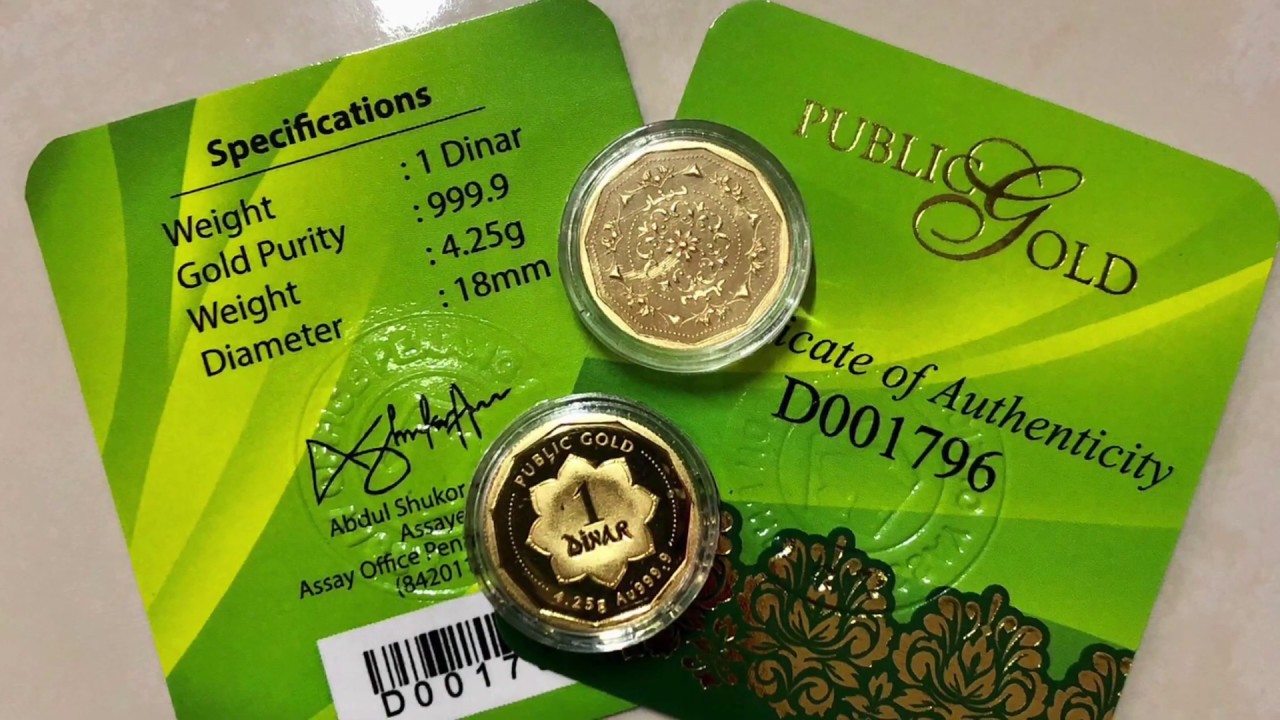 Specifications
Weight : 1 Dinar
Gold Purity : 999.9
Weight : 4.25g
Diameter : 18mm
Abdul Shukor
Assaye
Assay Office Pen
(84201
D0017
PUBLIC GOLD
icate of Authenticity
D001796
PUBLIC GOLD
1
DINAR
4.25g Au999.9